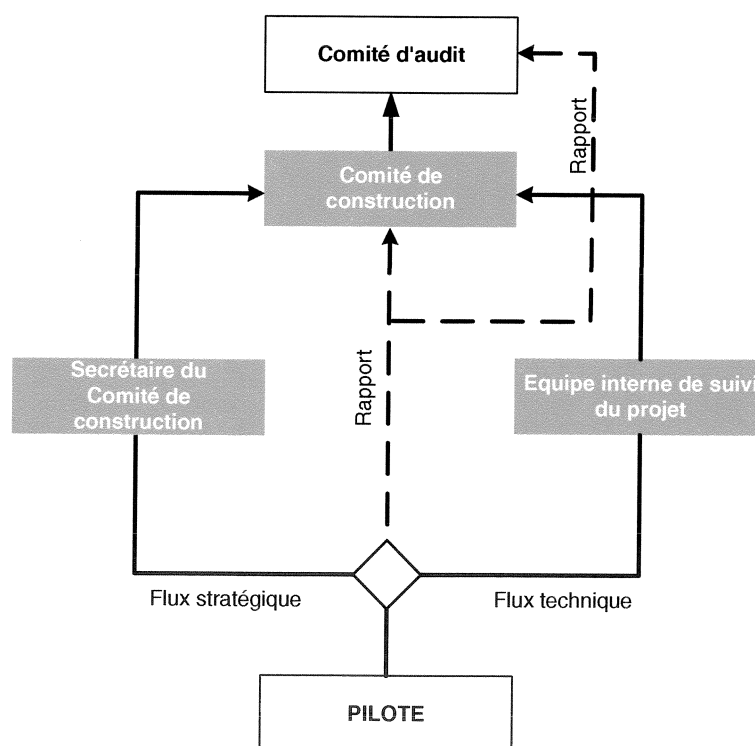 Comité d'audit
Rapport
Comité de
construction
Secrétaire du
Comité de
construction
Rapport
Equipe interne de suivi
du projet
Flux stratégique
Flux technique
PILOTE